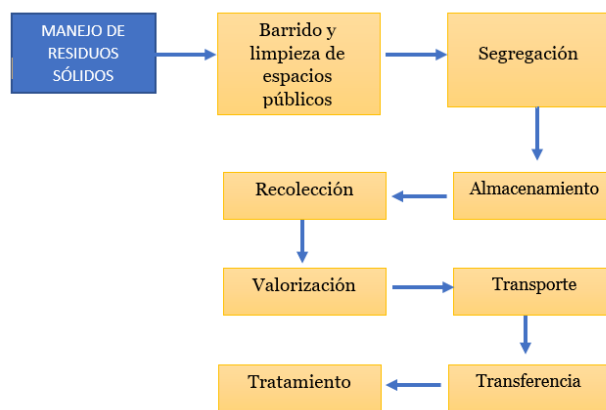 MANEJO DE
RESIDUOS
SÓLIDOS
Barrido y
limpieza de
espacios
públicos
Segregación
Almacenamiento
Recolección
Valorización
Transporte
Transferencia
Tratamiento